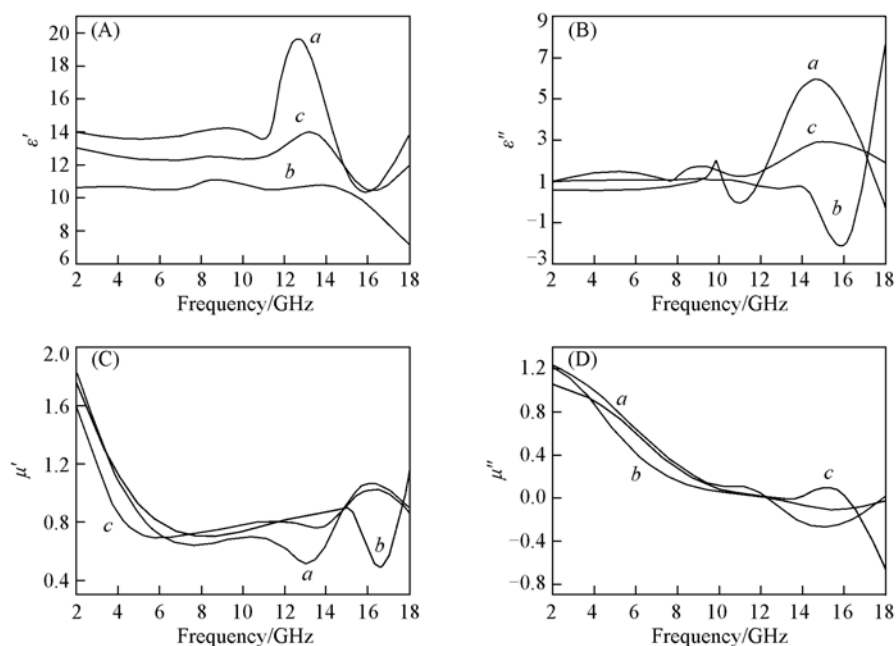 (A)
20
18
16
14
12
10
8
6
ε′
a
c
b
2 4 6 8 10 12 14 16 18
Frequency/GHz
(B)
9
7
5
3
1
−1
−3
ε″
a
c
b
2 4 6 8 10 12 14 16 18
Frequency/GHz
(C)
2.0
1.6
1.2
0.8
0.4
μ′
c
a
b
2 4 6 8 10 12 14 16 18
Frequency/GHz
(D)
1.2
0.8
0.4
0.0
−0.4
−0.8
μ″
a
b
c
2 4 6 8 10 12 14 16 18
Frequency/GHz